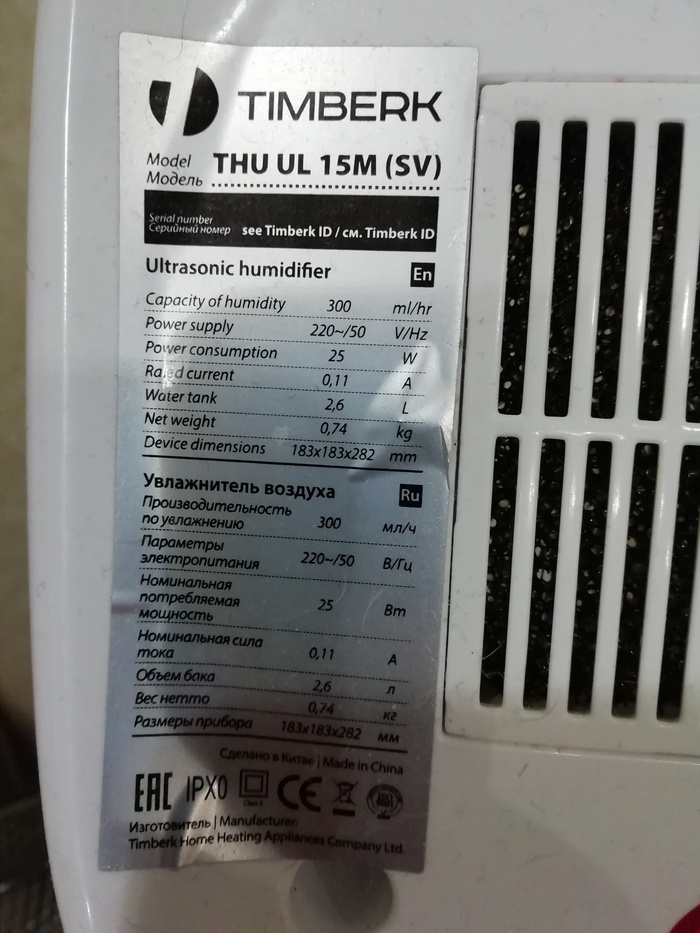 TIMBERK
Model THU UL 15M (SV)
Модель
Serial number
Серийный номер see Timberk ID / см. Timberk ID
Ultrasonic humidifier En
Capacity of humidity 300 ml/hr
Power supply 220~/50 V/Hz
Power consumption 25 W
Rated current 0,11 A
Water tank 2,6 L
Net weight 0,74 kg
Device dimensions 183x183x282 mm
Увлажнитель воздуха Ru
Производительность
по увлажнению 300 мл/ч
Параметры
электропитания 220~/50 В/Гц
Номинальная
потребляемая
мощность 25 Вт
Номинальная сила
тока 0,11 А
Объем бака 2,6 л
Вес нетто 0,74 кг
Размеры прибора 183x183x282 мм
Сделано в Китае | Made in China
EAC IPX0 Class II CE
Изготовитель | Manufacturer:
Timberk Home Heating Appliances Company Ltd.